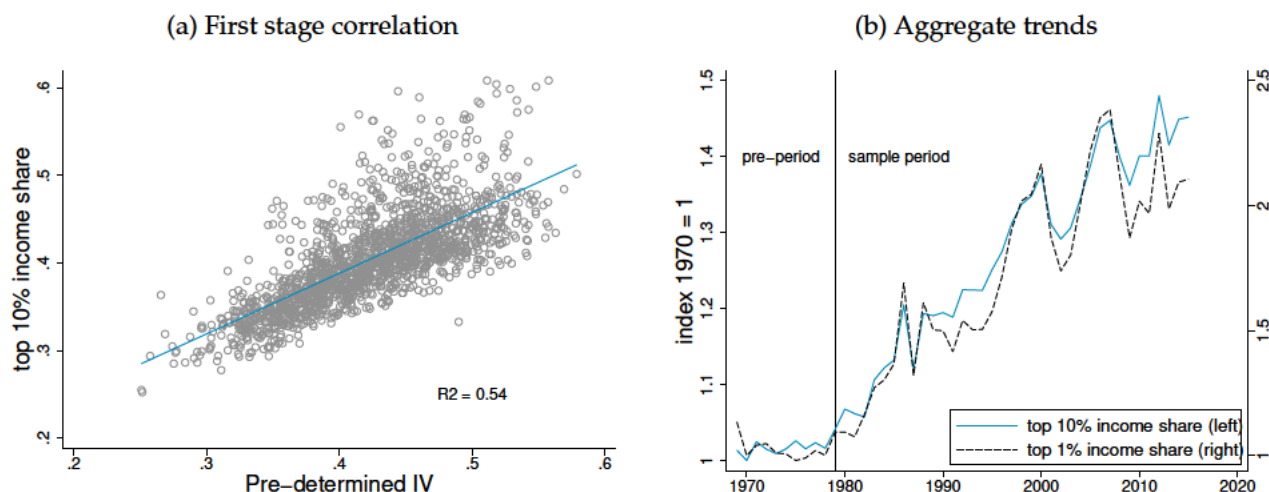 (a) First stage correlation
top 10% income share
.6
.5
.4
.3
.2
R2 = 0.54
.2 .3 .4 .5 .6
Pre-determined IV
(b) Aggregate trends
index 1970 = 1
1.5
1.4
1.3
1.2
1.1
1
pre-period
sample period
2.5
2
1.5
1
top 10% income share (left)
top 1% income share (right)
1970 1980 1990 2000 2010 2020